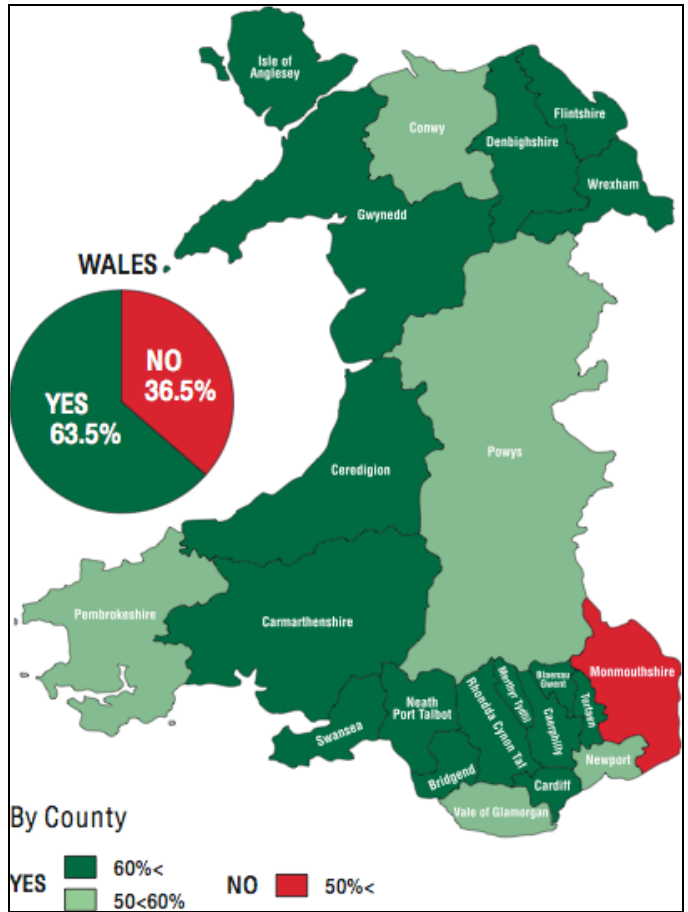 Isle of
Anglesey
Conwy
Flintshire
Denbighshire
Wrexham
Gwynedd
WALES
NO
36.5%
YES
63.5%
Powys
Ceredigion
Pembrokeshire
Carmarthenshire
Monmouthshire
Blaenau
Gwent
Merthyr Tydfil
Neath
Port Talbot
Rhondda Cynon Taf
Caerphilly
Torfaen
Swansea
Newport
Bridgend
Cardiff
Vale of Glamorgan
By County
YES
60%<
50<60%
NO
50%<